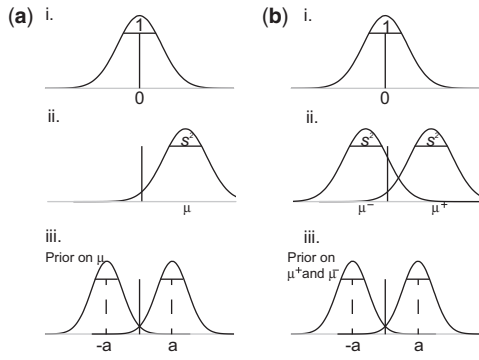 (a)
i.
1
0
ii.
s²
μ
iii.
Prior on μ
-a
a
(b)
i.
1
0
ii.
s²
s²
μ⁻
μ⁺
iii.
Prior on
μ⁺and μ⁻
-a
a